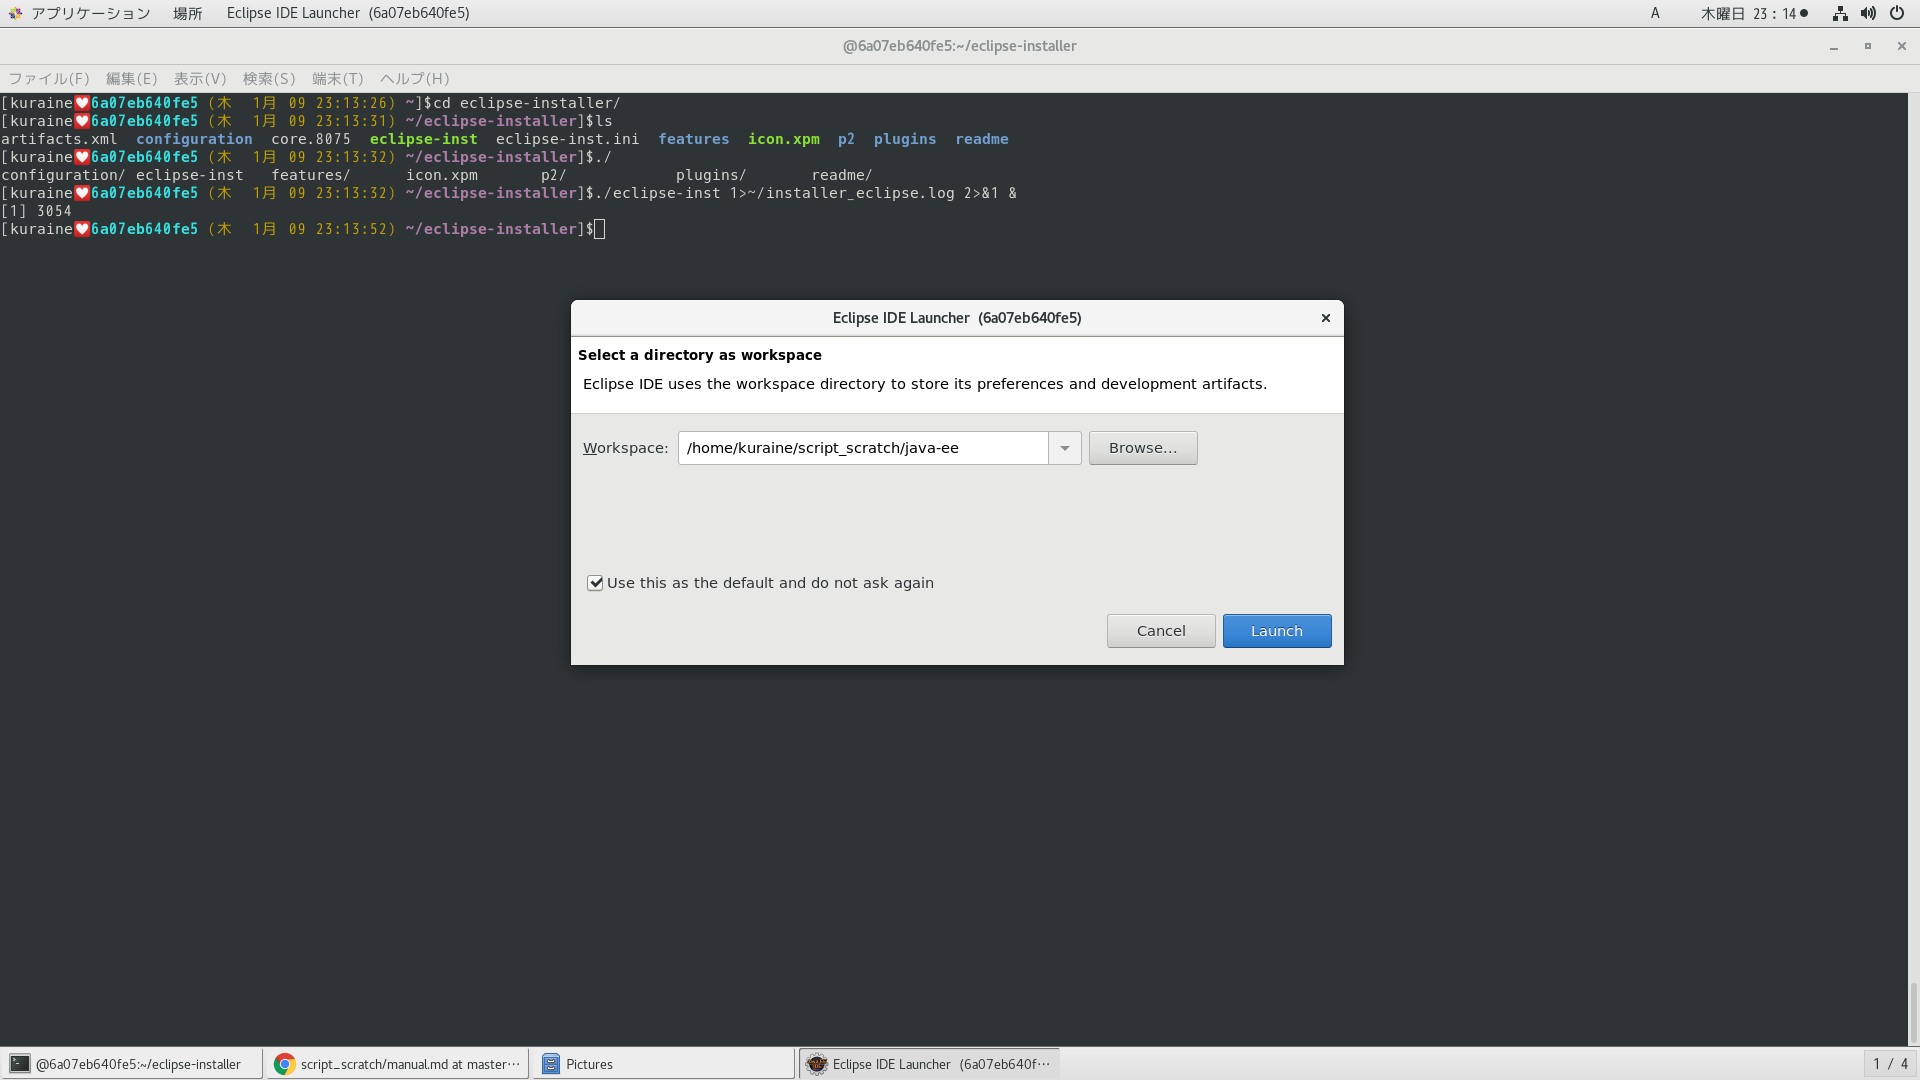 アプリケーション 場所 Eclipse IDE Launcher (6a07eb640fe5) A 木曜日 23 : 14●
@6a07eb640fe5:~/eclipse-installer
ファイル(F) 編集(E) 表示(V) 検索(S) 端末(T) ヘルプ(H)
[kuraine♥6a07eb640fe5 (木 1月 09 23:13:26) ~]$cd eclipse-installer/
[kuraine♥6a07eb640fe5 (木 1月 09 23:13:31) ~/eclipse-installer]$ls
artifacts.xml configuration core.8075 eclipse-inst eclipse-inst.ini features icon.xpm p2 plugins readme
[kuraine♥6a07eb640fe5 (木 1月 09 23:13:32) ~/eclipse-installer]$./
configuration/ eclipse-inst features/ icon.xpm p2/ plugins/ readme/
[kuraine♥6a07eb640fe5 (木 1月 09 23:13:32) ~/eclipse-installer]$./eclipse-inst 1>~/installer_eclipse.log 2>&1 &
[1] 3054
[kuraine♥6a07eb640fe5 (木 1月 09 23:13:52) ~/eclipse-installer]$
Eclipse IDE Launcher (6a07eb640fe5)
Select a directory as workspace
Eclipse IDE uses the workspace directory to store its preferences and development artifacts.
Workspace: /home/kuraine/script_scratch/java-ee Browse...
Use this as the default and do not ask again
Cancel Launch
@6a07eb640fe5:~/eclipse-installer script_scratch/manual.md at master… Pictures Eclipse IDE Launcher (6a07eb640f… 1 / 4